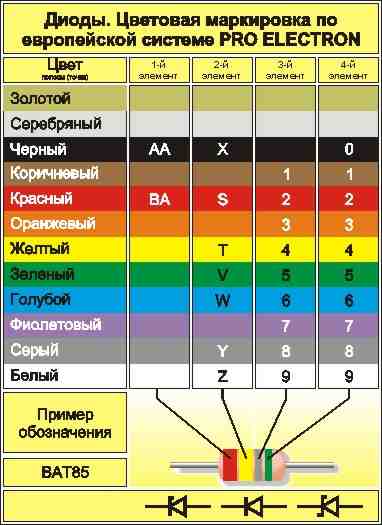 Диоды. Цветовая маркировка по
европейской системе PRO ELECTRON
Цвет 1-й 2-й 3-й 4-й
полосы (точки) элемент элемент элемент элемент
Золотой
Серебряный
Черный AA X 0
Коричневый 1 1
Красный BA S 2 2
Оранжевый 3 3
Желтый T 4 4
Зеленый V 5 5
Голубой W 6 6
Фиолетовый 7 7
Серый Y 8 8
Белый Z 9 9
Пример
обозначения
BAT85